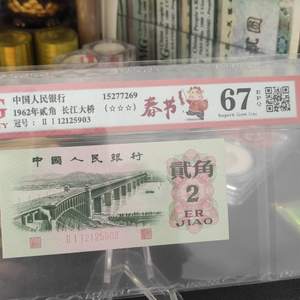 G
中国人民银行 15277269
1962年贰角 长江大桥 (☆☆☆)
冠号: II I 12125903
春节
67
EPQ
Superb Gem Unc
中國人民銀行
貳角
2
ER
JIAO
II I 12125903